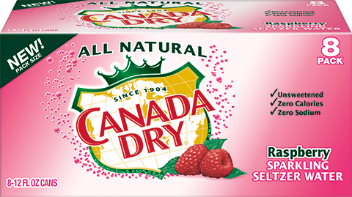 NEW!
PACK SIZE
ALL NATURAL
SINCE 1904
CANADA
DRY
8
PACK
✓Unsweetened
✓Zero Calories
✓Zero Sodium
Raspberry
SPARKLING
SELTZER WATER
8-12 FL OZ CANS